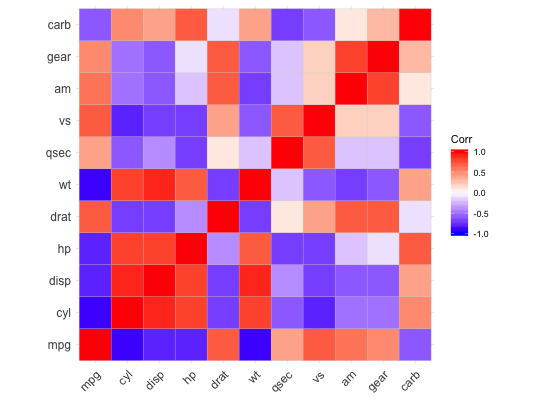 carb
gear
am
vs
qsec
wt
drat
hp
disp
cyl
mpg
mpg cyl disp hp drat wt qsec vs am gear carb
Corr
1.0
0.5
0.0
-0.5
-1.0